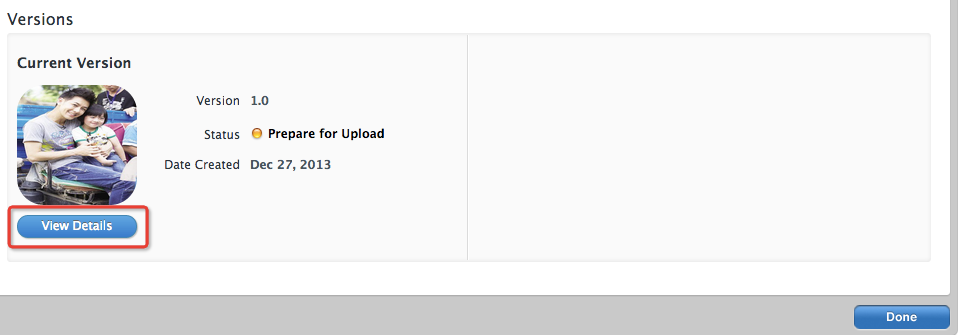 Versions
Current Version
Version 1.0
Status Prepare for Upload
Date Created Dec 27, 2013
View Details
Done